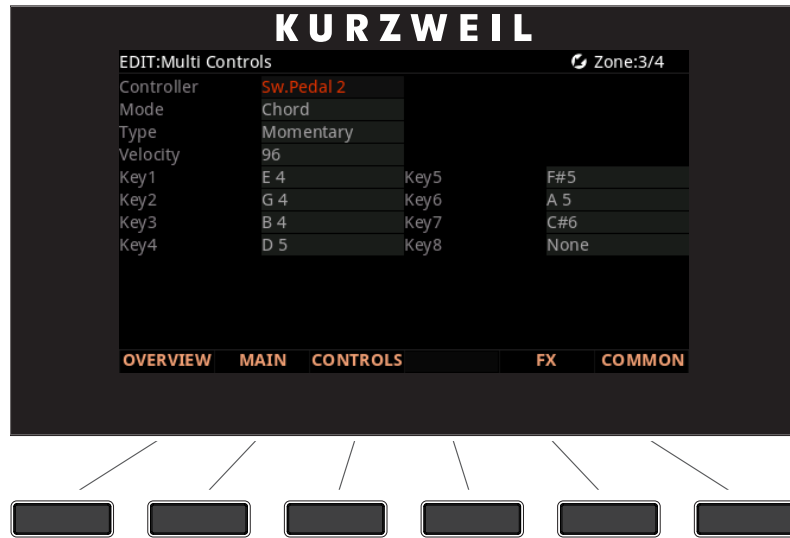 KURZWEIL
EDIT:Multi Controls Zone:3/4
Controller Sw.Pedal 2
Mode Chord
Type Momentary
Velocity 96
Key1 E 4 Key5 F#5
Key2 G 4 Key6 A 5
Key3 B 4 Key7 C#6
Key4 D 5 Key8 None
OVERVIEW MAIN CONTROLS FX COMMON